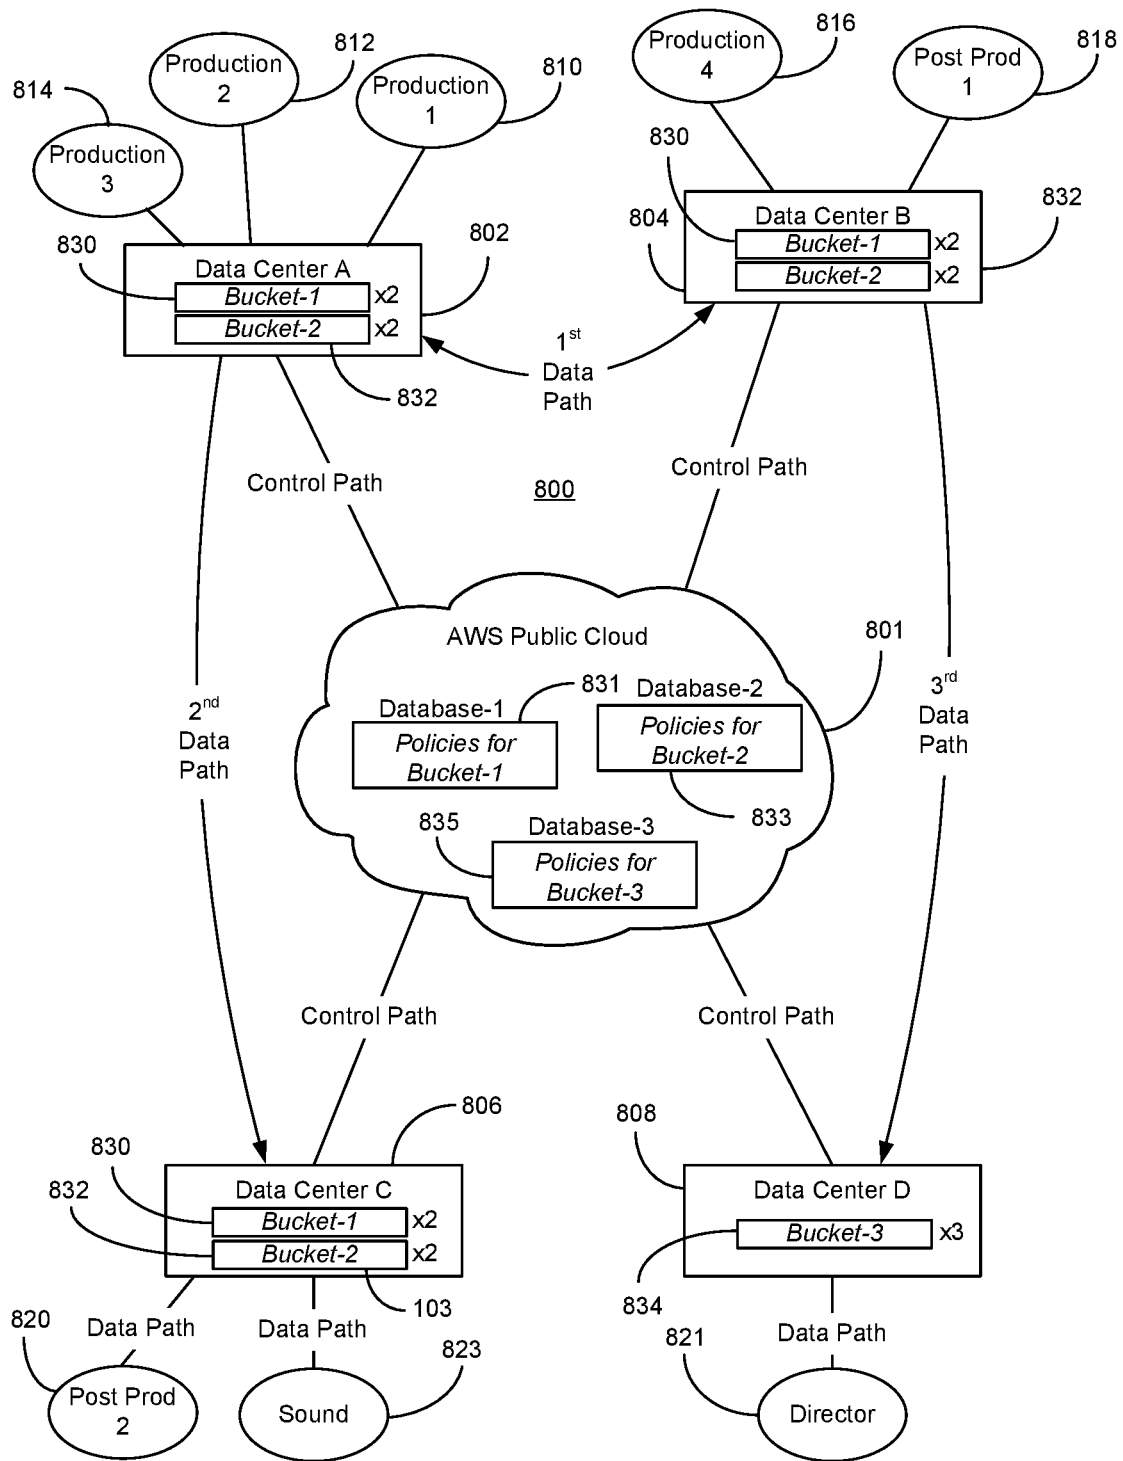 816
Production
4
818
Post Prod
1
812
Production
2
810
Production
1
814
Production
3
830
832
804
Data Center B
Bucket-1 x2
Bucket-2 x2
830
802
Data Center A
Bucket-1 x2
Bucket-2 x2
832
1st
Data
Path
Control Path
Control Path
800
AWS Public Cloud
801
831
Database-1
Policies for
Bucket-1
Database-2
Policies for
Bucket-2
833
835
Database-3
Policies for
Bucket-3
2nd
Data
Path
3rd
Data
Path
Control Path
Control Path
806
808
830
832
Data Center C
Bucket-1 x2
Bucket-2 x2
103
Data Center D
Bucket-3 x3
834
820
Data Path
Data Path
823
Post Prod
2
Sound
821
Data Path
Director